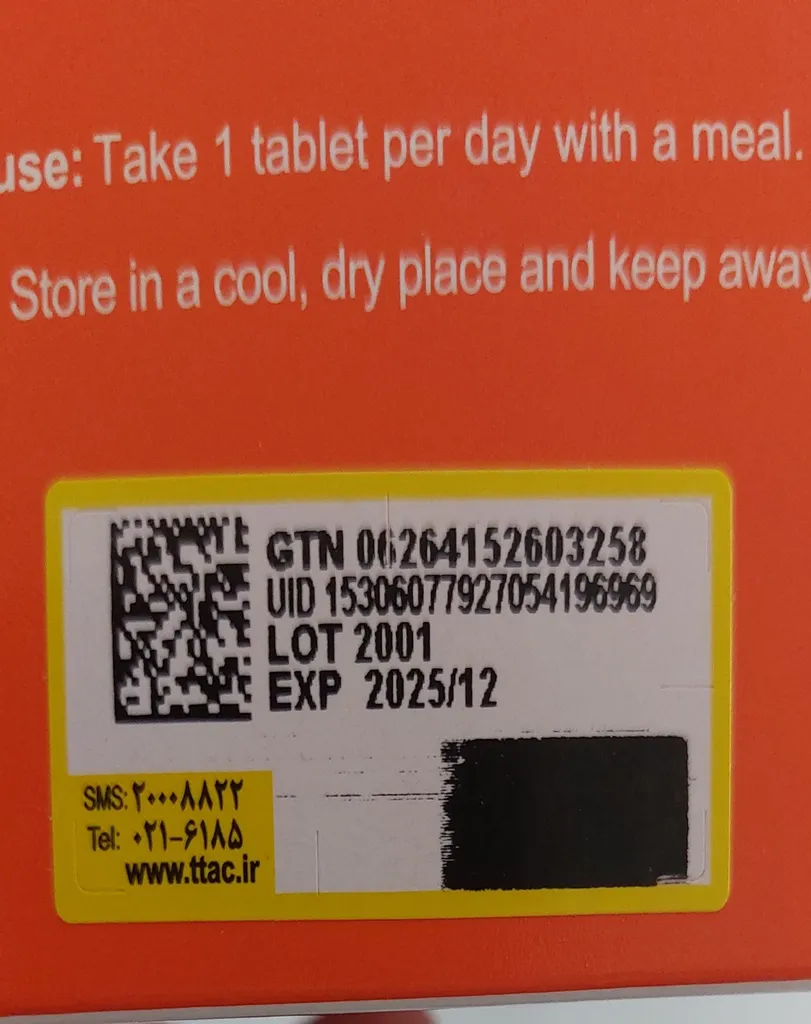 use: Take 1 tablet per day with a meal.
Store in a cool, dry place and keep away
GTN 06264152603258
UID 15306077927054196969
LOT 2001
EXP 2025/12
SMS: ۲۰۰۰۸۸۲۲
Tel: ۰۲۱-۶۱۸۵
www.ttac.ir